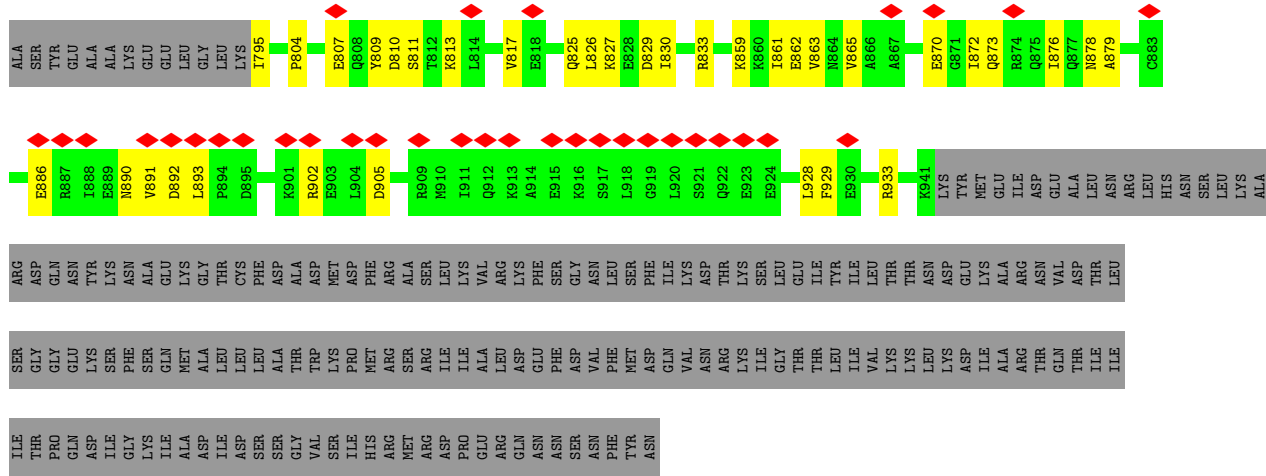 ALA SER TYR GLU ALA ALA LYS GLU GLU LEU GLY LEU LYS I795 P804 E807 Q808 Y809 D810 S811 T812 K813 L814 V817 E818 Q825 L826 K827 E828 D829 I830 R833 K859 K860 I861 E862 V863 N864 V865 A866 A867 E870 G871 I872 Q873 R874 Q875 I876 Q877 N878 A879 C883
E886 R887 I888 E889 N890 V891 D892 L893 P894 D895 K901 R902 E903 L904 D905 R909 M910 I911 Q912 K913 A914 E915 K916 S917 L918 G919 L920 S921 Q922 E923 E924 L928 F929 E930 R933 K941 LYS TYR MET GLU ILE ASP GLU ALA LEU ASN ARG LEU HIS ASN SER LEU LYS ALA
ARG ASP GLN ASN TYR LYS ASN ALA GLU LYS GLY THR CYS PHE ASP ALA ASP MET ASP PHE ARG ALA SER LEU LYS VAL ARG LYS PHE SER GLY ASN LEU SER PHE ILE LYS ASP THR LYS SER LEU GLU ILE TYR ILE LEU THR THR ASN ASP GLU LYS ALA ARG ASN VAL ASP THR LEU
SER GLY GLY GLU LYS SER PHE SER GLN MET ALA LEU LEU LEU ALA THR TRP LYS PRO MET ARG SER ARG ILE ILE ALA LEU ASP GLU PHE ASP VAL PHE MET ASP GLN VAL ASN ARG LYS ILE GLY THR THR LEU ILE VAL LYS LYS LEU LYS ASP ILE ALA ARG THR GLN THR ILE ILE
ILE THR PRO GLN ASP ILE GLY LYS ILE ALA ASP ILE ASP SER SER GLY VAL SER ILE HIS ARG MET ARG ASP PRO GLU ARG GLN ASN ASN SER ASN PHE TYR ASN